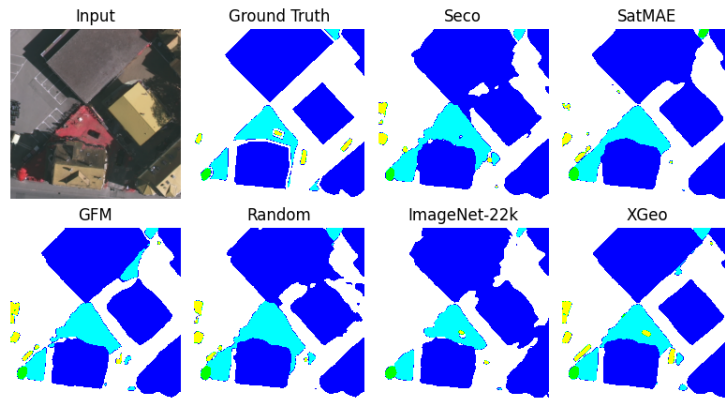 Input Ground Truth Seco SatMAE
GFM Random ImageNet-22k XGeo